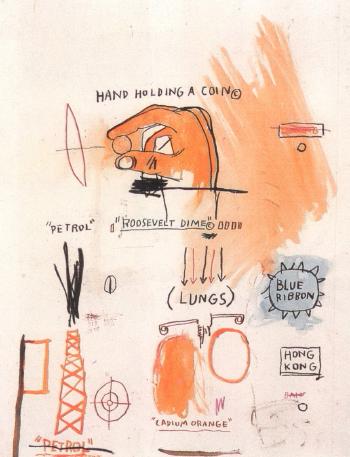 HAND HOLDING A COIN©
"PETROL"
"ROOSEVELT DIME©
(LUNGS)
BLUE
RIBBON
HONG
KONG
"CADIUM ORANGE"
"PETROL"